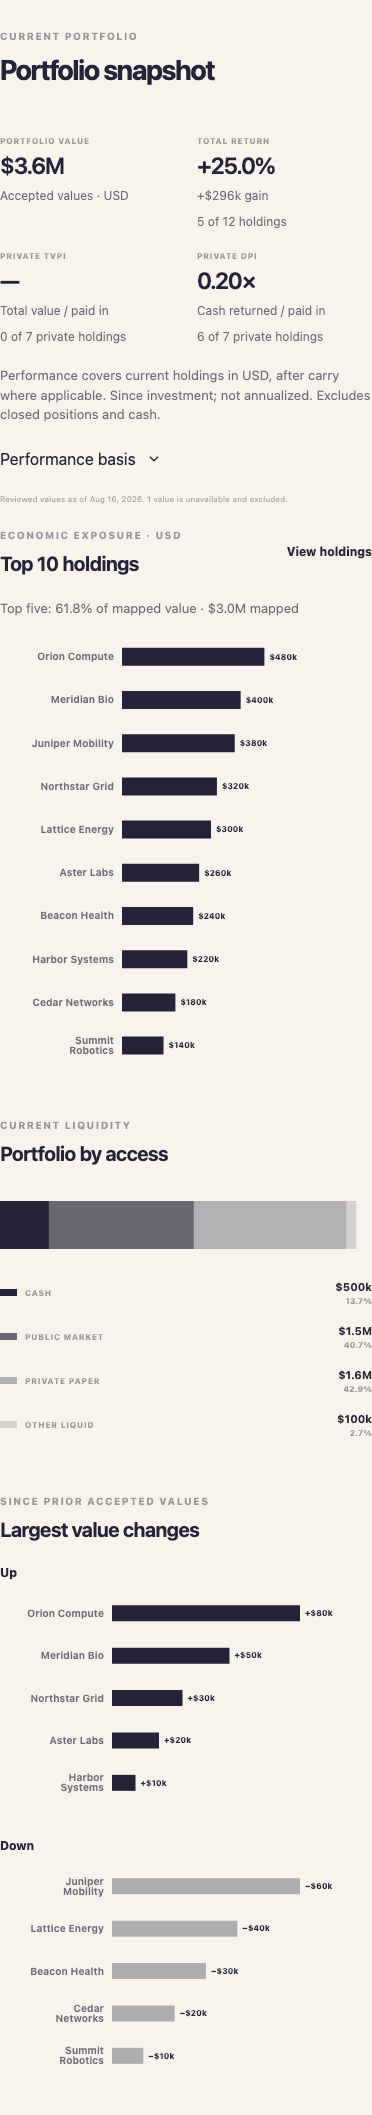 CURRENT PORTFOLIO
Portfolio snapshot
PORTFOLIO VALUE
$3.6M
Accepted values · USD
TOTAL RETURN
+25.0%
+$296k gain
5 of 12 holdings
PRIVATE TVPI
—
Total value / paid in
0 of 7 private holdings
PRIVATE DPI
0.20×
Cash returned / paid in
6 of 7 private holdings
Performance covers current holdings in USD, after carry
where applicable. Since investment; not annualized. Excludes
closed positions and cash.
Performance basis
Reviewed values as of Aug 16, 2026. 1 value is unavailable and excluded.
ECONOMIC EXPOSURE · USD
Top 10 holdings
View holdings
Top five: 61.8% of mapped value · $3.0M mapped
Orion Compute $480k
Meridian Bio $400k
Juniper Mobility $380k
Northstar Grid $320k
Lattice Energy $300k
Aster Labs $260k
Beacon Health $240k
Harbor Systems $220k
Cedar Networks $180k
Summit
Robotics $140k
CURRENT LIQUIDITY
Portfolio by access
CASH $500k
13.7%
PUBLIC MARKET $1.5M
40.7%
PRIVATE PAPER $1.6M
42.9%
OTHER LIQUID $100k
2.7%
SINCE PRIOR ACCEPTED VALUES
Largest value changes
Up
Orion Compute +$80k
Meridian Bio +$50k
Northstar Grid +$30k
Aster Labs +$20k
Harbor
Systems +$10k
Down
Juniper
Mobility −$60k
Lattice Energy −$40k
Beacon Health −$30k
Cedar
Networks −$20k
Summit
Robotics −$10k